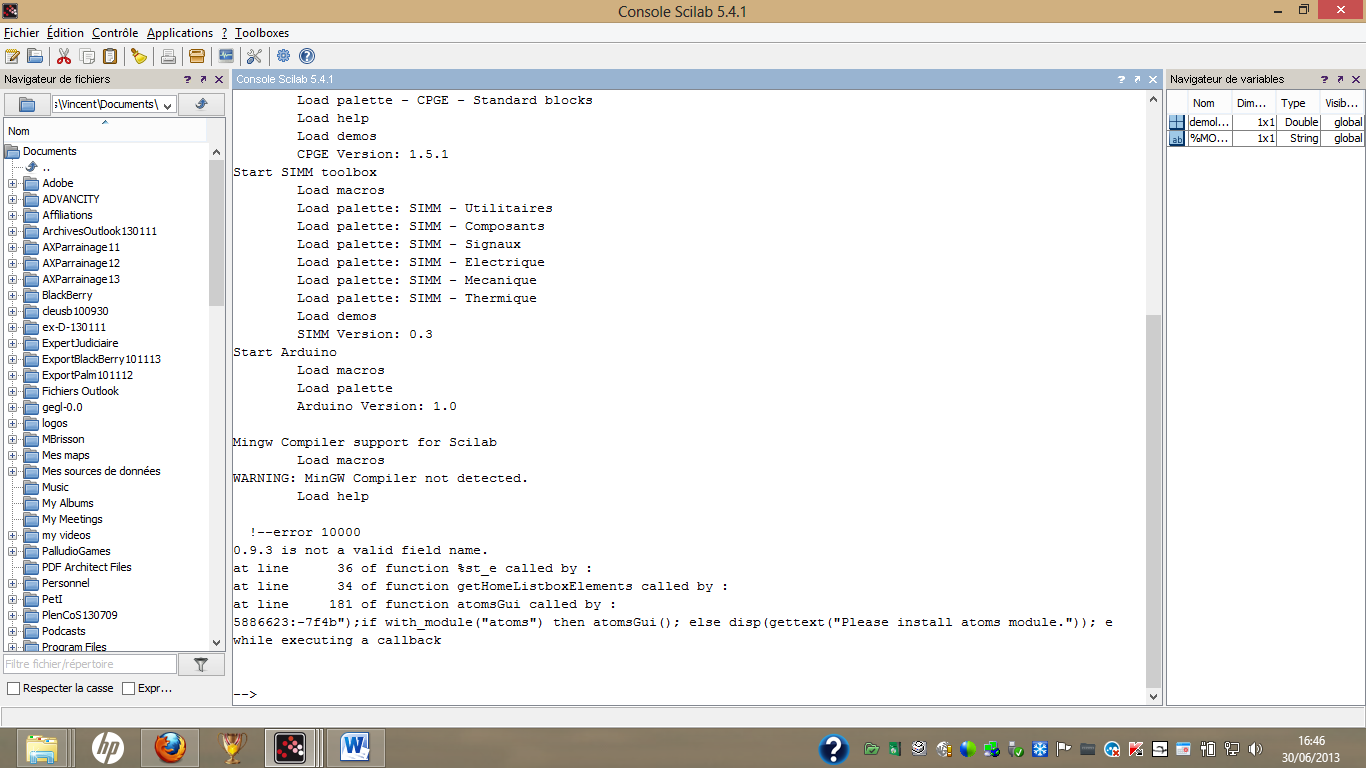 Console Scilab 5.4.1
Fichier Édition Contrôle Applications ? Toolboxes
Navigateur de fichiers
:\Vincent\Documents\
Nom
Documents
..
Adobe
ADVANCITY
Affiliations
ArchivesOutlook130111
AXParrainage11
AXParrainage12
AXParrainage13
BlackBerry
cleusb100930
ex-D-130111
ExpertJudiciaire
ExportBlackBerry101113
ExportPalm101112
Fichiers Outlook
gegl-0.0
logos
MBrisson
Mes maps
Mes sources de données
Music
My Albums
My Meetings
my videos
PalludioGames
PDF Architect Files
Personnel
PetI
PlenCoS130709
Podcasts
Program Files
Filtre fichier/répertoire
Respecter la casse Expr...
Console Scilab 5.4.1
Load palette - CPGE - Standard blocks
Load help
Load demos
CPGE Version: 1.5.1
Start SIMM toolbox
Load macros
Load palette: SIMM - Utilitaires
Load palette: SIMM - Composants
Load palette: SIMM - Signaux
Load palette: SIMM - Electrique
Load palette: SIMM - Mecanique
Load palette: SIMM - Thermique
Load demos
SIMM Version: 0.3
Start Arduino
Load macros
Load palette
Arduino Version: 1.0
Mingw Compiler support for Scilab
Load macros
WARNING: MinGW Compiler not detected.
Load help
!--error 10000
0.9.3 is not a valid field name.
at line 36 of function %st_e called by :
at line 34 of function getHomeListboxElements called by :
at line 181 of function atomsGui called by :
5886623:-7f4b");if with_module("atoms") then atomsGui(); else disp(gettext("Please install atoms module.")); e
while executing a callback
-->
Navigateur de variables
Nom Dim... Type Visib...
demol... 1x1 Double global
%MO... 1x1 String global
16:46
30/06/2013